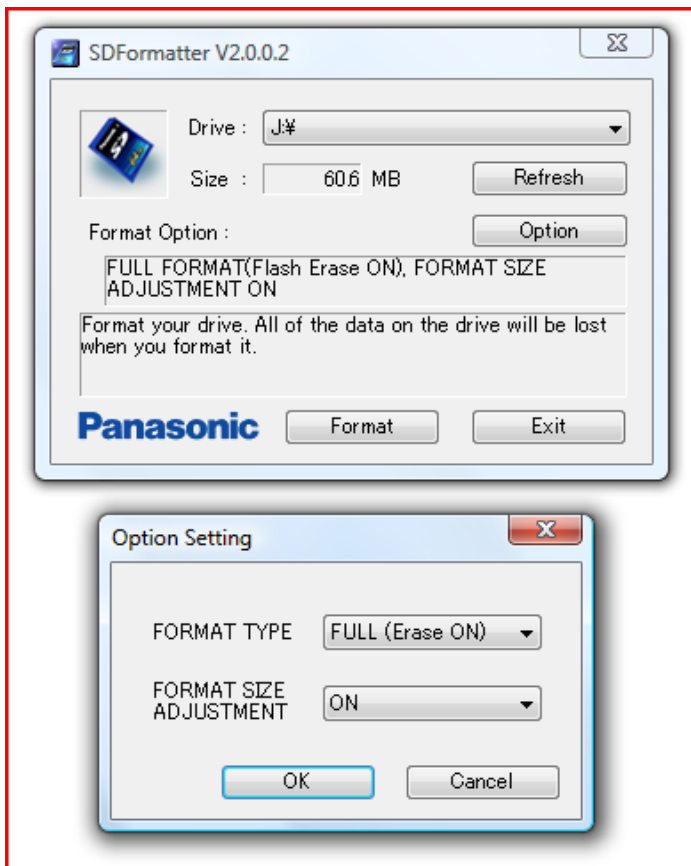 SDFormatter V2.0.0.2
Drive : J:¥
Size : 60.6 MB Refresh
Format Option : Option
FULL FORMAT(Flash Erase ON), FORMAT SIZE
ADJUSTMENT ON
Format your drive. All of the data on the drive will be lost
when you format it.
Panasonic Format Exit
Option Setting
FORMAT TYPE FULL (Erase ON)
FORMAT SIZE
ADJUSTMENT ON
OK Cancel